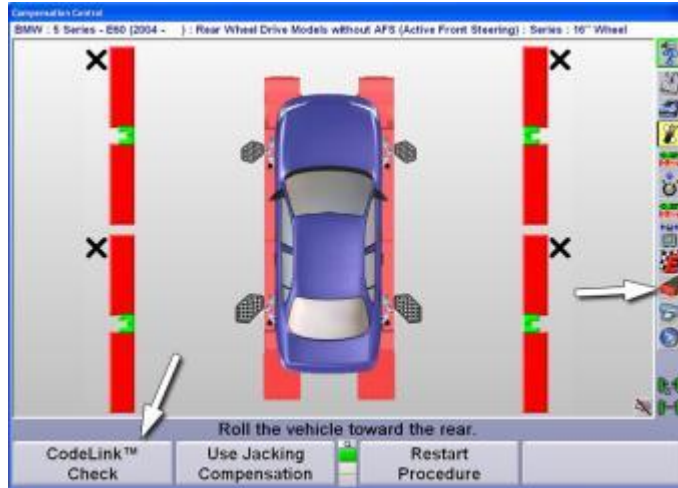 Compensation Control
BMW : 5 Series - E60 (2004 -     ) : Rear Wheel Drive Models without AFS (Active Front Steering) : Series : 16" Wheel
Roll the vehicle toward the rear.
CodeLink™
Check
Use Jacking
Compensation
Restart
Procedure